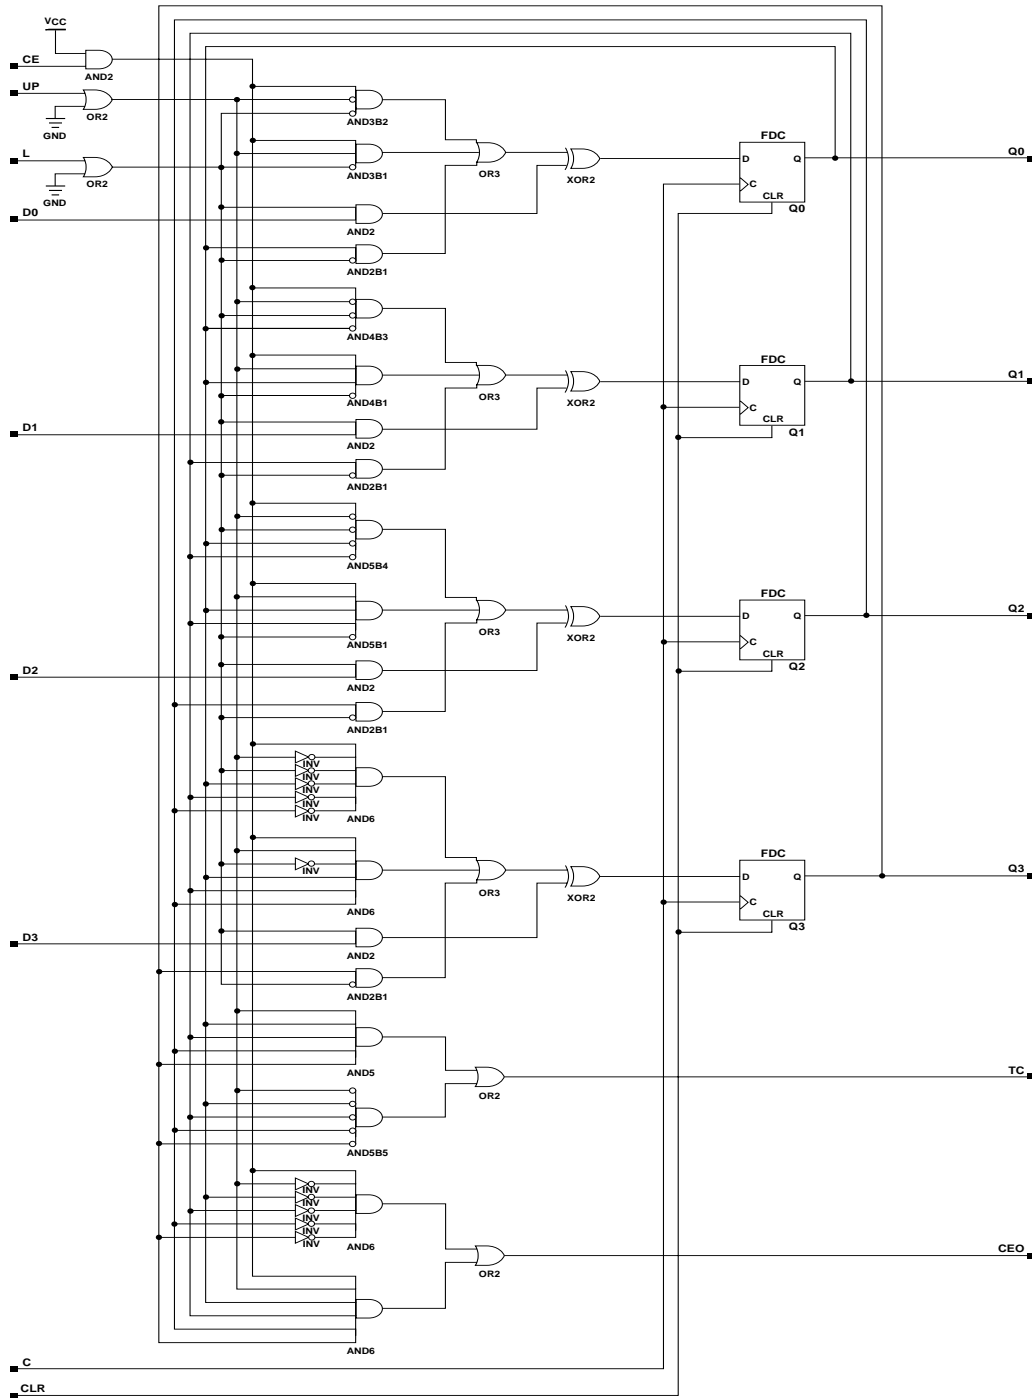 VCC
CE
AND2
UP
OR2
GND
AND3B2
FDC
L
OR2
GND
AND3B1
OR3
XOR2
D
Q
Q0
C
CLR
Q0
D0
AND2
AND2B1
AND4B3
FDC
AND4B1
OR3
XOR2
D
Q
Q1
C
CLR
Q1
D1
AND2
AND2B1
AND5B4
FDC
AND5B1
OR3
XOR2
D
Q
Q2
C
CLR
Q2
D2
AND2
AND2B1
INV
INV
INV
INV
INV
AND6
FDC
INV
AND6
OR3
XOR2
D
Q
Q3
C
CLR
Q3
D3
AND2
AND2B1
AND5
OR2
TC
AND5B5
INV
INV
INV
INV
INV
AND6
OR2
CEO
AND6
C
CLR